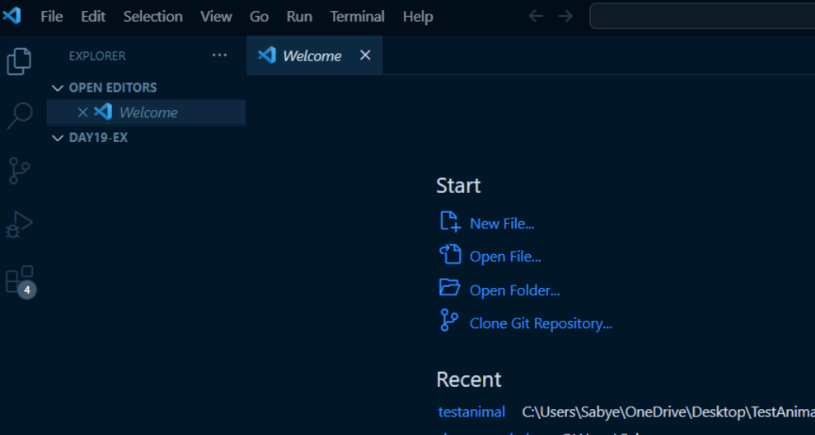 File Edit Selection View Go Run Terminal Help
EXPLORER ...
Welcome
OPEN EDITORS
Welcome
DAY19-EX
Start
New File...
Open File...
Open Folder...
Clone Git Repository...
4
Recent
testanimal C:\Users\Sabye\OneDrive\Desktop\TestAnima